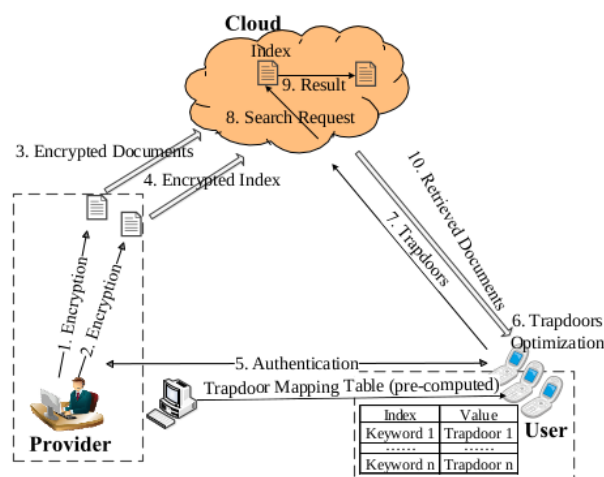 Cloud
Index
9. Result
8. Search Request
3. Encrypted Documents
4. Encrypted Index
10. Retrieved Documents
7. Trapdoors
1. Encryption
2. Encryption
6. Trapdoors
Optimization
5. Authentication
Trapdoor Mapping Table (pre-computed)
Provider
User
Index Value
Keyword 1 Trapdoor 1
...... ......
Keyword n Trapdoor n